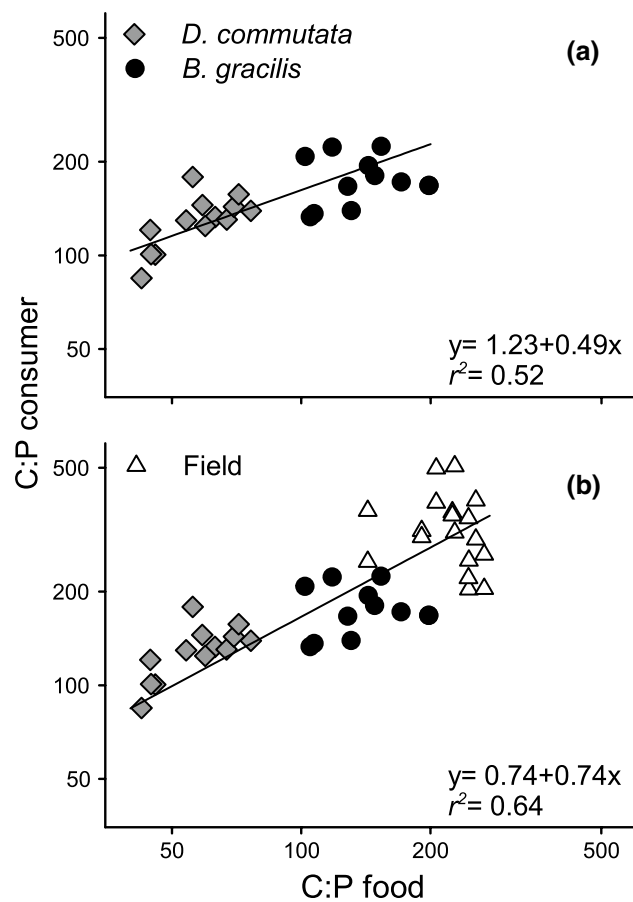 500
200
100
50
D. commutata
B. gracilis
(a)
y= 1.23+0.49x
r²= 0.52
C:P consumer
500
200
100
50
Field
(b)
y= 0.74+0.74x
r²= 0.64
50
100
200
500
C:P food